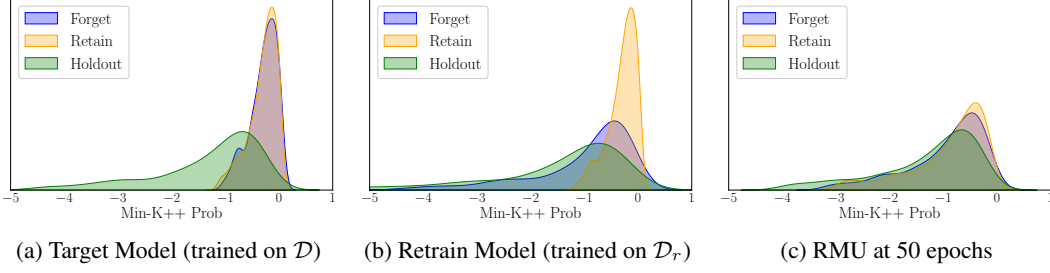 Forget
Retain
Holdout
−5 −4 −3 −2 −1 0 1
Min-K++ Prob
(a) Target Model (trained on 𝒟)
Forget
Retain
Holdout
−5 −4 −3 −2 −1 0 1
Min-K++ Prob
(b) Retrain Model (trained on 𝒟ᵣ)
Forget
Retain
Holdout
−5 −4 −3 −2 −1 0 1
Min-K++ Prob
(c) RMU at 50 epochs